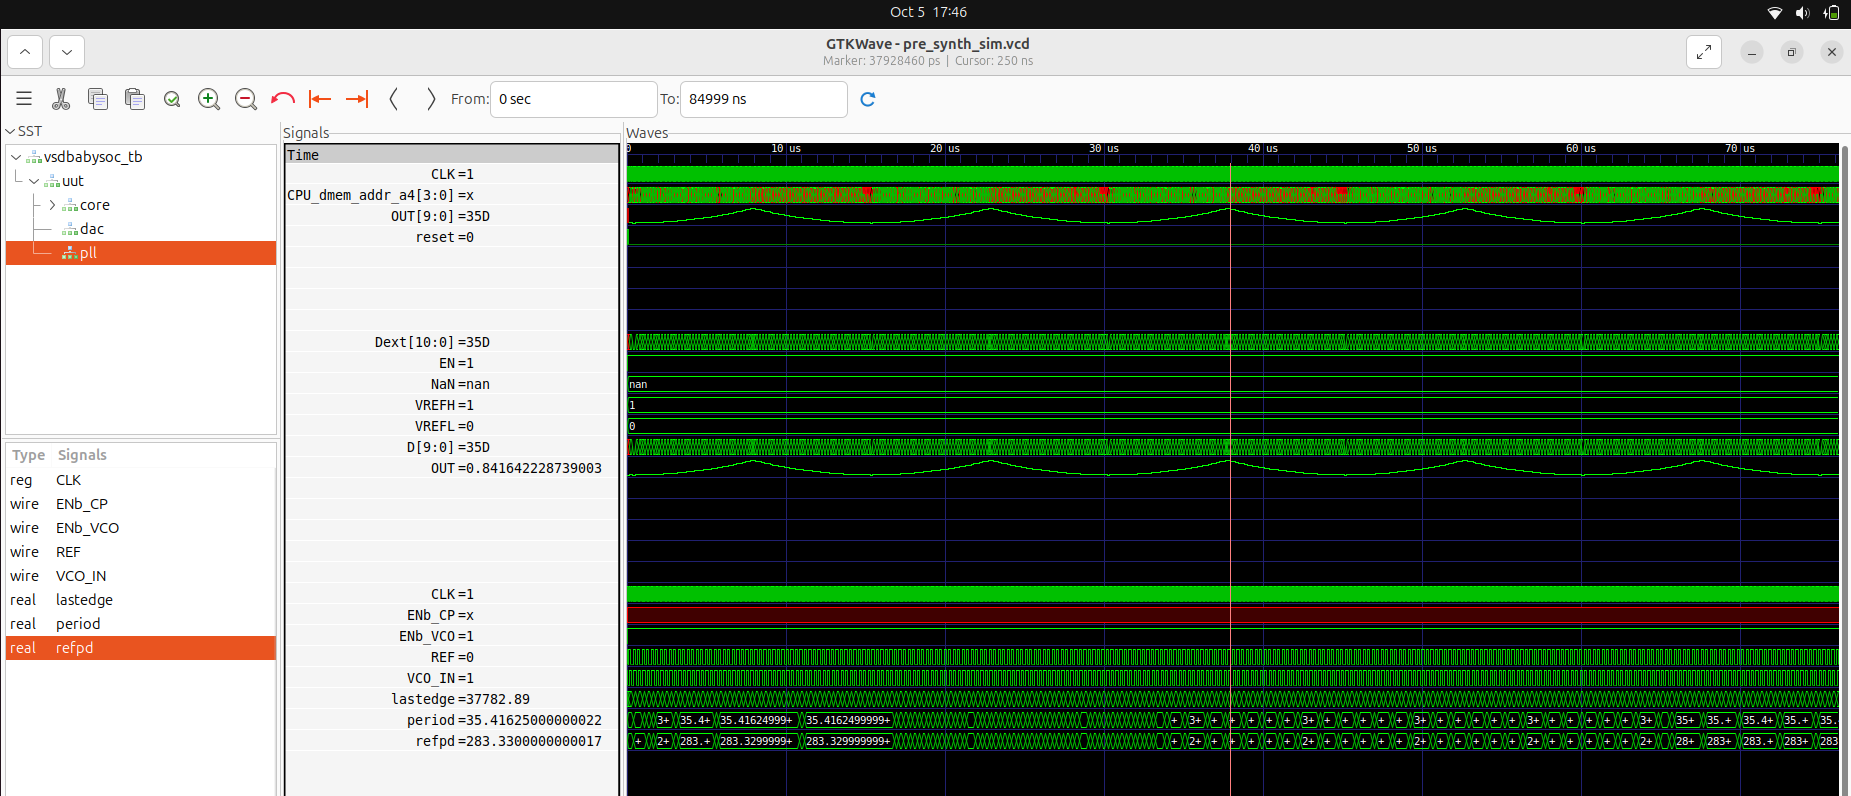 Oct 5 17:46
GTKWave - pre_synth_sim.vcd
Marker: 37928460 ps | Cursor: 250 ns
From: 0 sec To: 84999 ns
SST
vsdbabysoc_tb
uut
core
dac
pll
Type Signals
reg CLK
wire ENb_CP
wire ENb_VCO
wire REF
wire VCO_IN
real lastedge
real period
real refpd
Signals
Time
CLK =1
CPU_dmem_addr_a4[3:0] =x
OUT[9:0] =35D
reset =0
Dext[10:0] =35D
EN =1
NaN =nan
VREFH =1
VREFL =0
D[9:0] =35D
OUT =0.841642228739003
CLK =1
ENb_CP =x
ENb_VCO =1
REF =0
VCO_IN =1
lastedge =37782.89
period =35.41625000000022
refpd =283.3300000000017
Waves
0 10 us 20 us 30 us 40 us 50 us 60 us 70 us
nan
1
0
3+ 35.4+ 35.41624999+ 35.4162499999+ + 3+ + + + + + 3+ + + + + + 3+ + + + + + 3+ + + + + + 3+ + 35+ 35.+ 35.4+ 35.+ 35.
+ 2+ 283.+ 283.3299999+ 283.329999999+ + 2+ + + + + + 2+ + + + + + 2+ + + + + + 2+ + + + + + 2+ + 28+ 283+ 283.+ 283+ 283